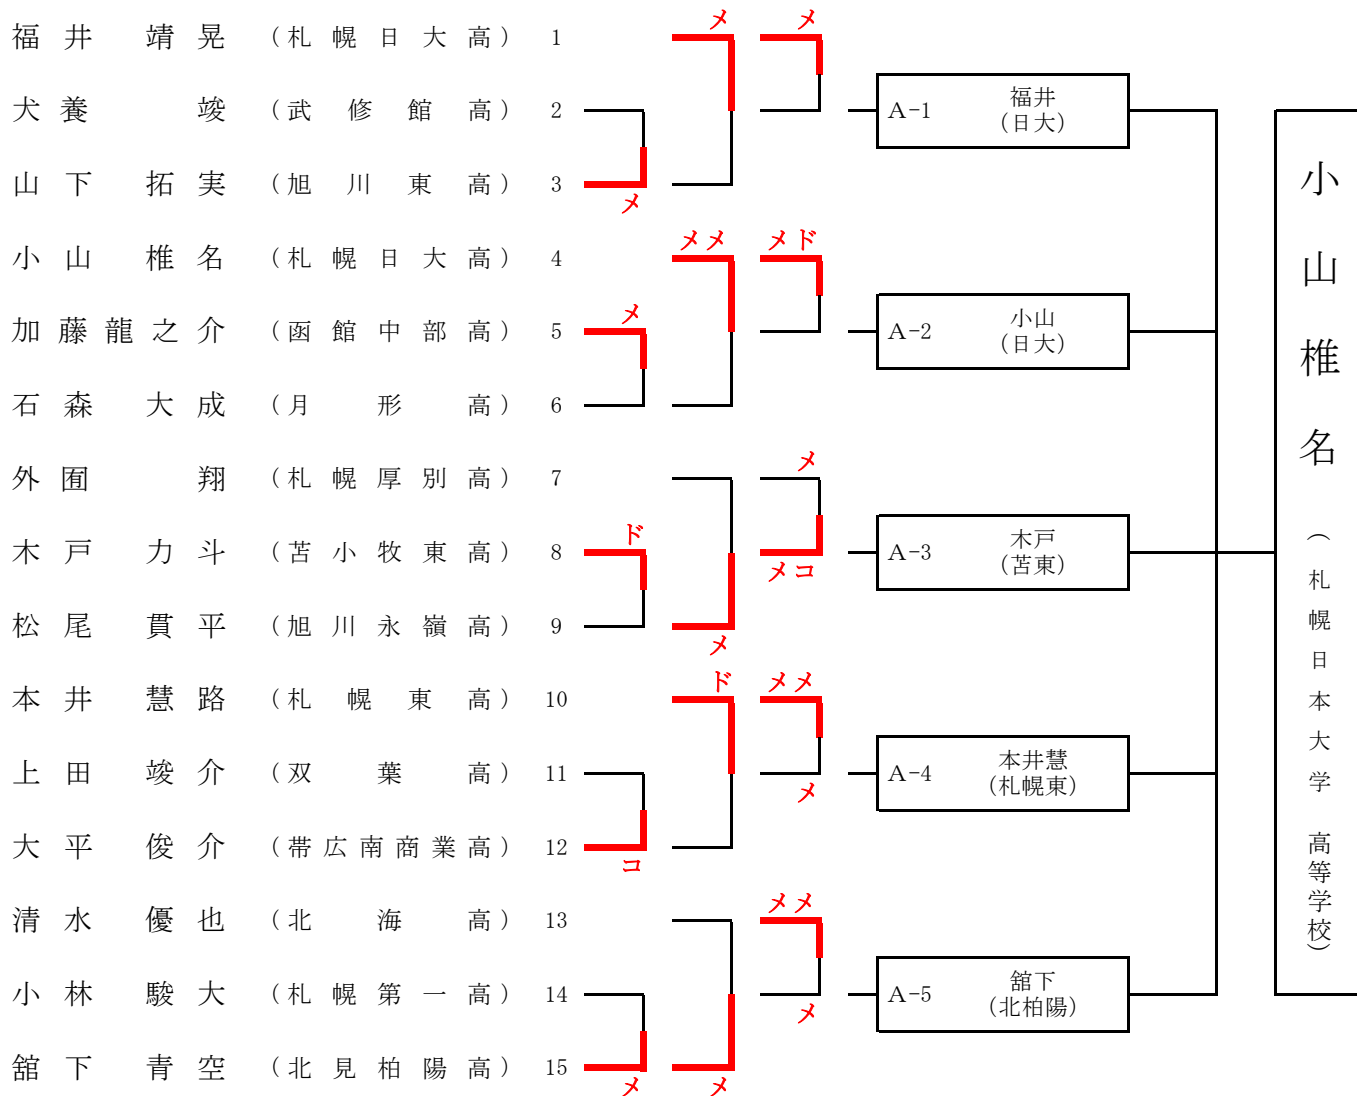 メ メ
福井 靖晃 (札幌日大高) 1
犬養 竣 (武修館高) 2
A-1 福井
(日大)
山下 拓実 (旭川東高) 3
メ
メメ メド
小山 椎名 (札幌日大高) 4
メ
加藤龍之介 (函館中部高) 5
A-2 小山
(日大)
石森 大成 (月形高) 6
メ
外囿 翔 (札幌厚別高) 7
ド
木戸 力斗 (苫小牧東高) 8
メコ
A-3 木戸
(苫東)
松尾 貫平 (旭川永嶺高) 9
メ
ド メメ
本井 慧路 (札幌東高) 10
上田 竣介 (双葉高) 11
メ
A-4 本井慧
(札幌東)
大平 俊介 (帯広南商業高) 12
コ
メメ
清水 優也 (北海高) 13
小林 駿大 (札幌第一高) 14
メ
A-5 舘下
(北柏陽)
舘下 青空 (北見柏陽高) 15
メ メ
小山椎名
(札幌日本大学 高等学校)